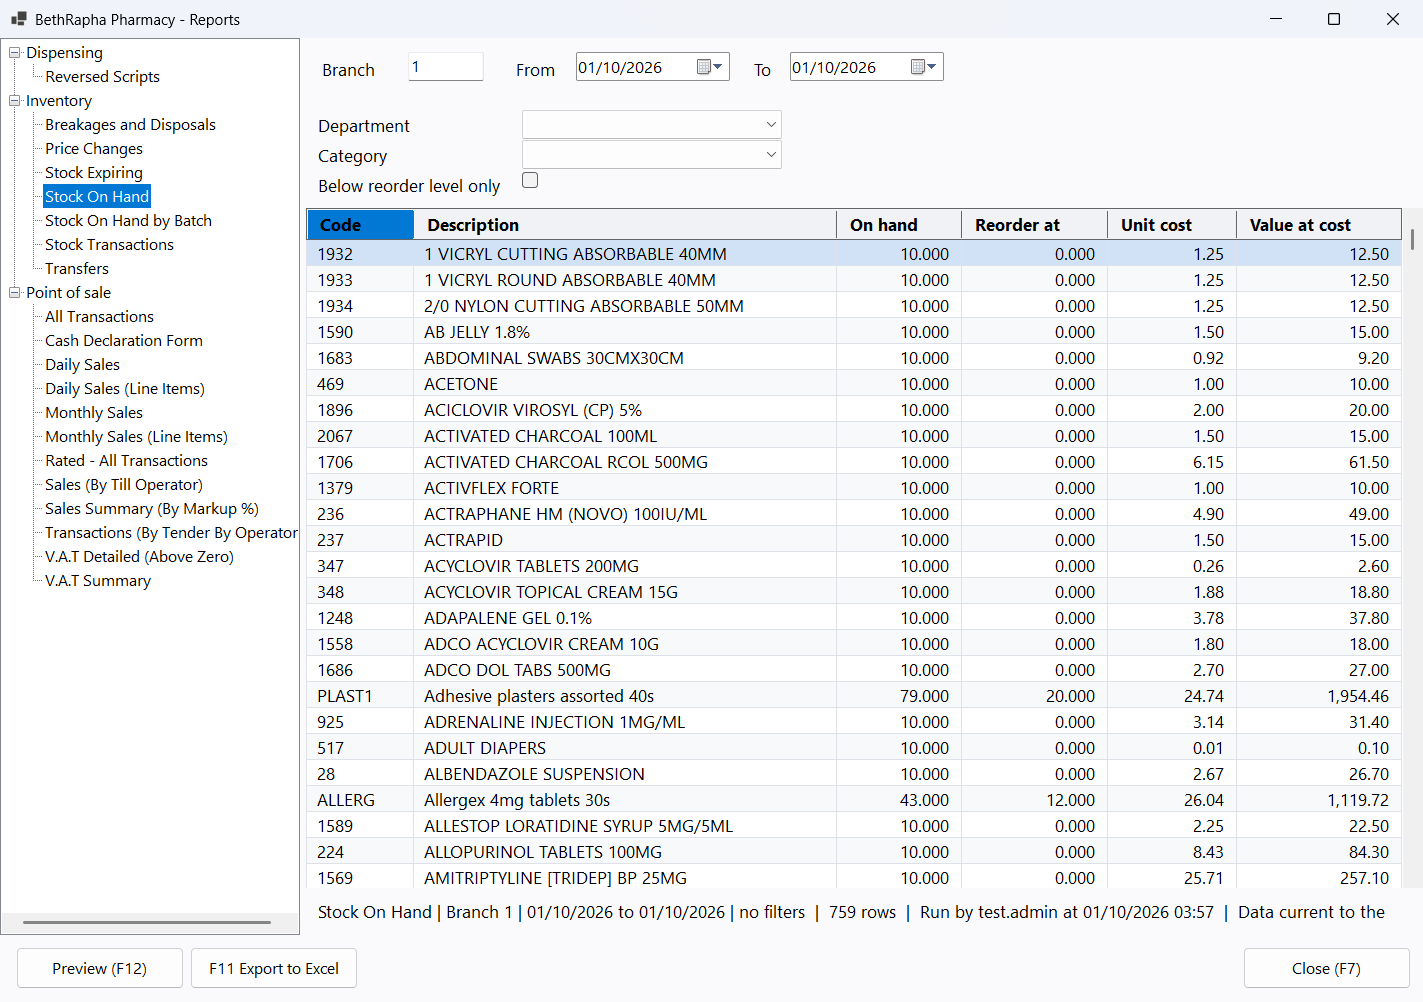 BethRapha Pharmacy - Reports
Dispensing
Reversed Scripts
Inventory
Breakages and Disposals
Price Changes
Stock Expiring
Stock On Hand
Stock On Hand by Batch
Stock Transactions
Transfers
Point of sale
All Transactions
Cash Declaration Form
Daily Sales
Daily Sales (Line Items)
Monthly Sales
Monthly Sales (Line Items)
Rated - All Transactions
Sales (By Till Operator)
Sales Summary (By Markup %)
Transactions (By Tender By Operator
V.A.T Detailed (Above Zero)
V.A.T Summary
Branch 1 From 01/10/2026 To 01/10/2026
Department
Category
Below reorder level only
Code Description On hand Reorder at Unit cost Value at cost
1932 1 VICRYL CUTTING ABSORBABLE 40MM 10.000 0.000 1.25 12.50
1933 1 VICRYL ROUND ABSORBABLE 40MM 10.000 0.000 1.25 12.50
1934 2/0 NYLON CUTTING ABSORBABLE 50MM 10.000 0.000 1.25 12.50
1590 AB JELLY 1.8% 10.000 0.000 1.50 15.00
1683 ABDOMINAL SWABS 30CMX30CM 10.000 0.000 0.92 9.20
469 ACETONE 10.000 0.000 1.00 10.00
1896 ACICLOVIR VIROSYL (CP) 5% 10.000 0.000 2.00 20.00
2067 ACTIVATED CHARCOAL 100ML 10.000 0.000 1.50 15.00
1706 ACTIVATED CHARCOAL RCOL 500MG 10.000 0.000 6.15 61.50
1379 ACTIVFLEX FORTE 10.000 0.000 1.00 10.00
236 ACTRAPHANE HM (NOVO) 100IU/ML 10.000 0.000 4.90 49.00
237 ACTRAPID 10.000 0.000 1.50 15.00
347 ACYCLOVIR TABLETS 200MG 10.000 0.000 0.26 2.60
348 ACYCLOVIR TOPICAL CREAM 15G 10.000 0.000 1.88 18.80
1248 ADAPALENE GEL 0.1% 10.000 0.000 3.78 37.80
1558 ADCO ACYCLOVIR CREAM 10G 10.000 0.000 1.80 18.00
1686 ADCO DOL TABS 500MG 10.000 0.000 2.70 27.00
PLAST1 Adhesive plasters assorted 40s 79.000 20.000 24.74 1,954.46
925 ADRENALINE INJECTION 1MG/ML 10.000 0.000 3.14 31.40
517 ADULT DIAPERS 10.000 0.000 0.01 0.10
28 ALBENDAZOLE SUSPENSION 10.000 0.000 2.67 26.70
ALLERG Allergex 4mg tablets 30s 43.000 12.000 26.04 1,119.72
1589 ALLESTOP LORATIDINE SYRUP 5MG/5ML 10.000 0.000 2.25 22.50
224 ALLOPURINOL TABLETS 100MG 10.000 0.000 8.43 84.30
1569 AMITRIPTYLINE [TRIDEP] BP 25MG 10.000 0.000 25.71 257.10
Stock On Hand | Branch 1 | 01/10/2026 to 01/10/2026 | no filters | 759 rows | Run by test.admin at 01/10/2026 03:57 | Data current to the
Preview (F12) F11 Export to Excel Close (F7)